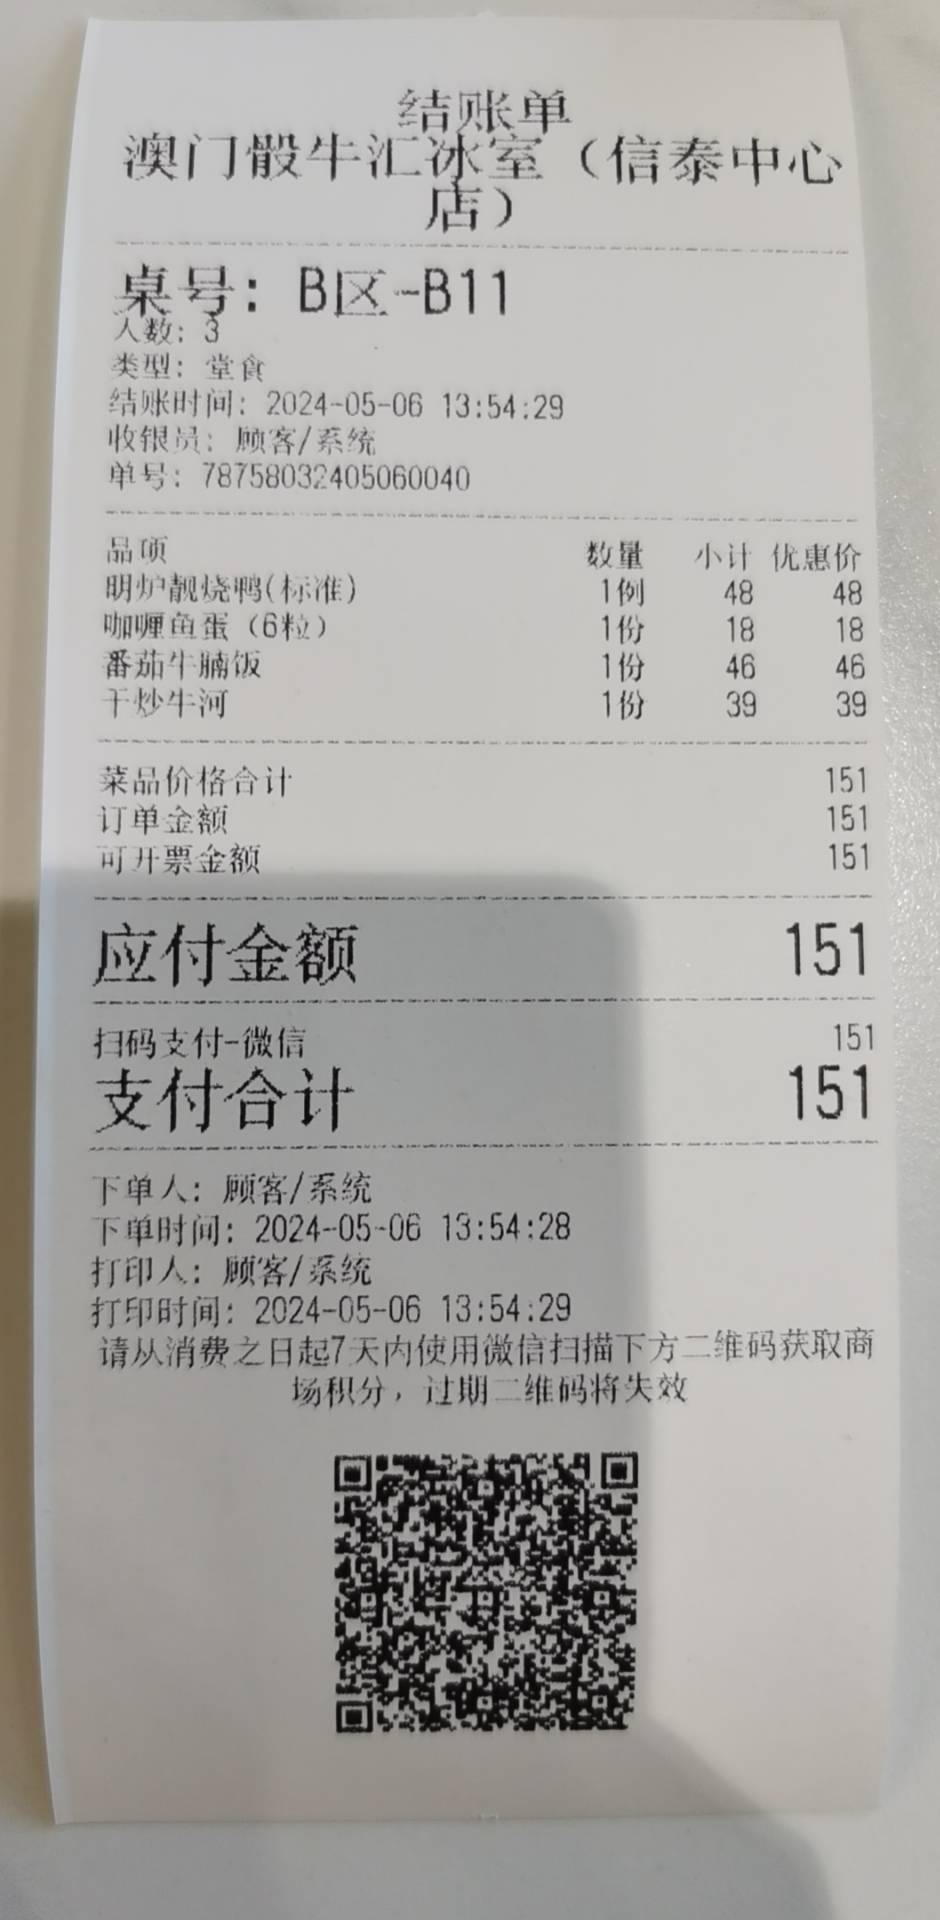 结账单
澳门骰牛汇冰室（信泰中心
店）
桌号: B区-B11
人数: 3
类型: 堂食
结账时间: 2024-05-06 13:54:29
收银员: 顾客/系统
单号: 78758032405060040
品项 数量 小计 优惠价
明炉靓烧鸭(标准) 1例 48 48
咖喱鱼蛋（6粒） 1份 18 18
番茄牛腩饭 1份 46 46
干炒牛河 1份 39 39
菜品价格合计 151
订单金额 151
可开票金额 151
应付金额 151
扫码支付-微信 151
支付合计 151
下单人: 顾客/系统
下单时间: 2024-05-06 13:54:28
打印人: 顾客/系统
打印时间: 2024-05-06 13:54:29
请从消费之日起7天内使用微信扫描下方二维码获取商
场积分，过期二维码将失效